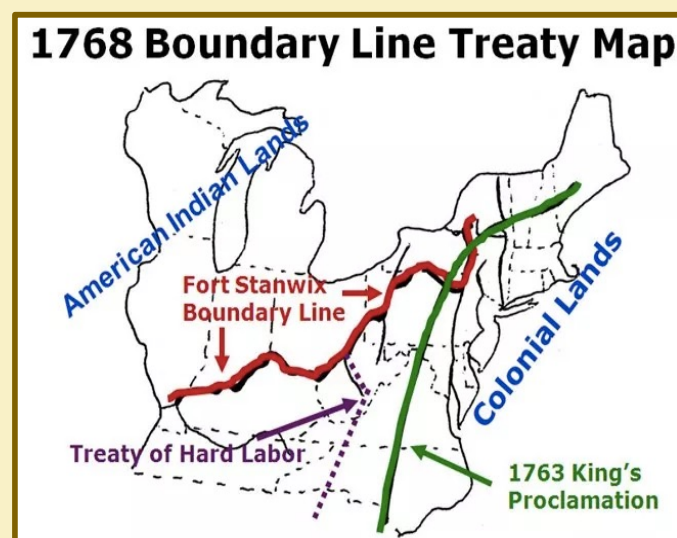 1768 Boundary Line Treaty Map
American Indian Lands
Fort Stanwix
Boundary Line
Colonial Lands
Treaty of Hard Labor
1763 King's
Proclamation